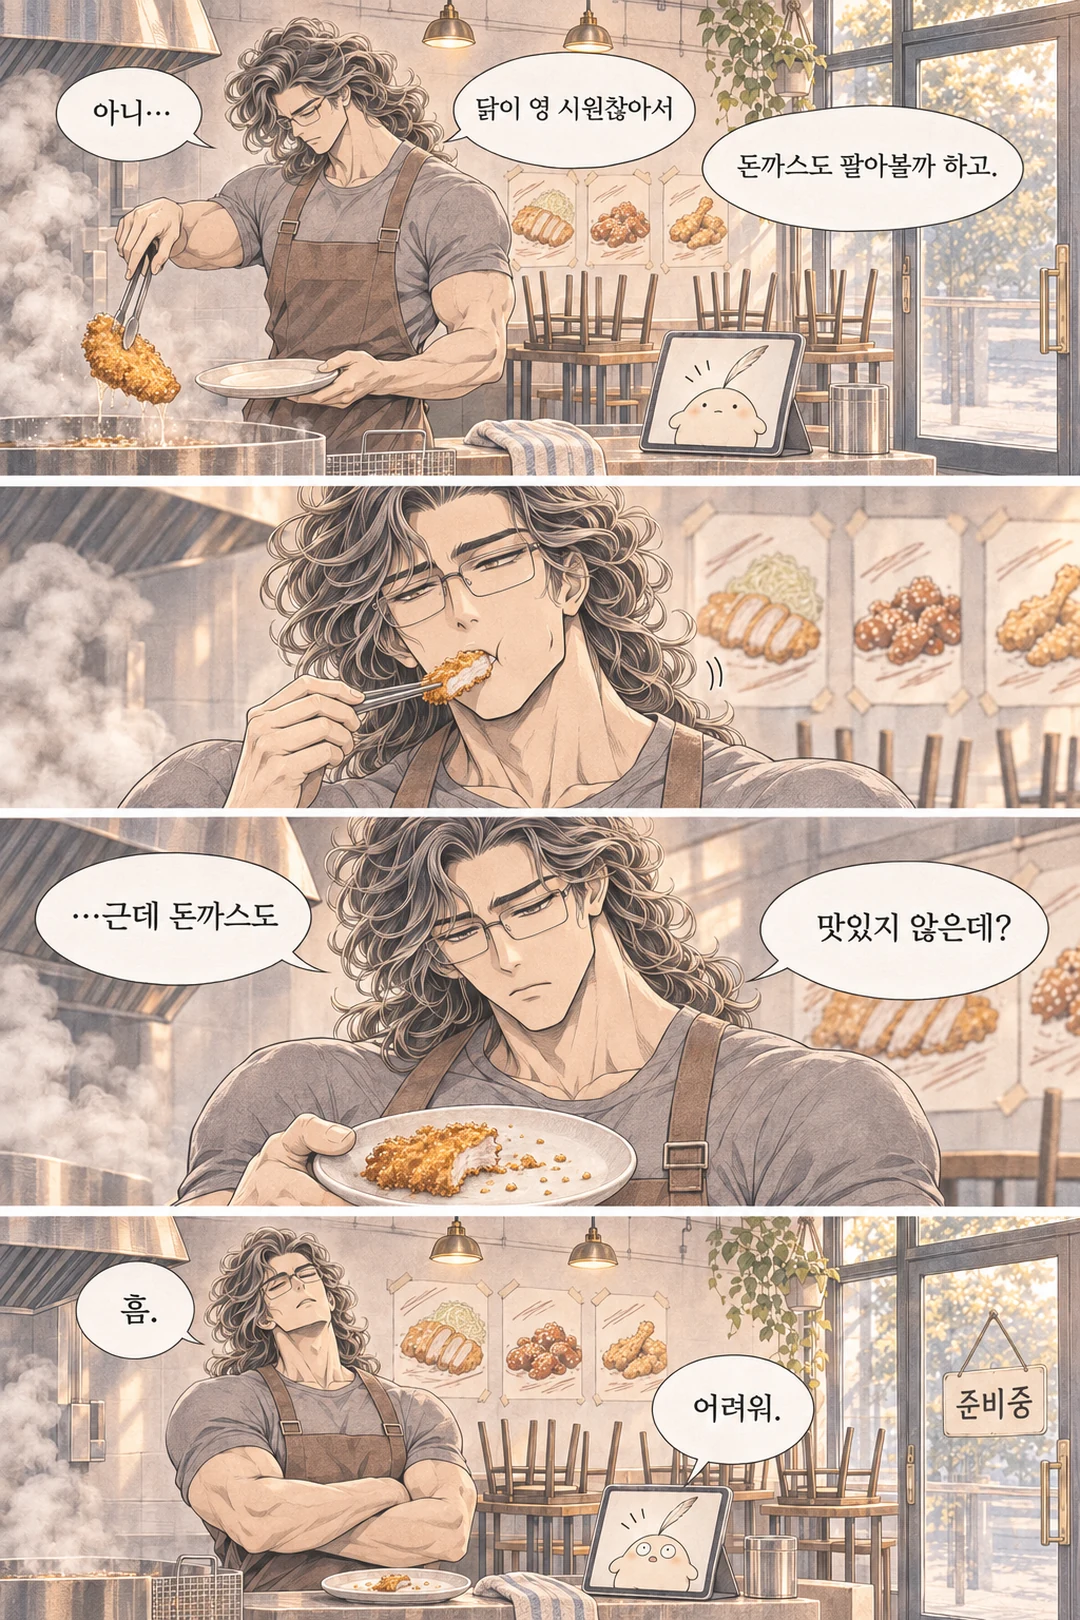 아니…
닭이 영 시원찮아서
돈까스도 팔아볼까 하고.
…근데 돈까스도
맛있지 않은데?
흠.
어려워.
준비중